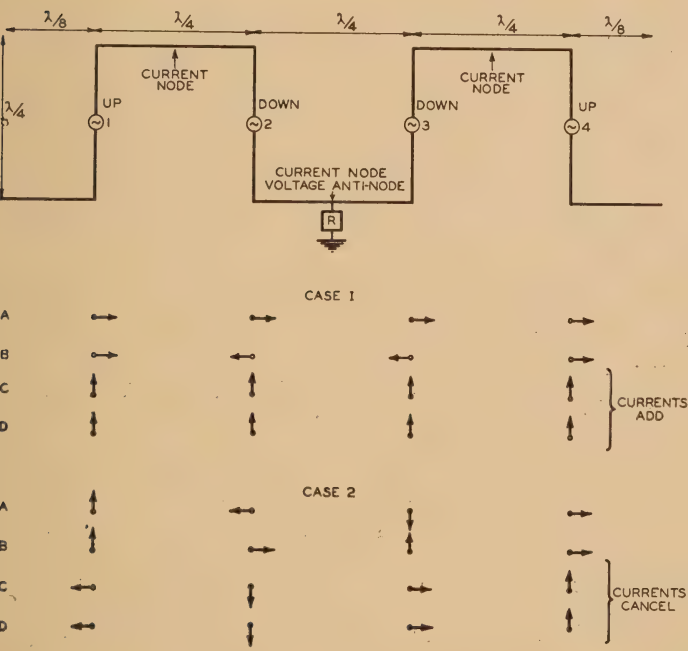 λ/8 λ/4 λ/4 λ/4 λ/8
CURRENT
NODE
CURRENT
NODE
λ/4
UP
1
DOWN
2
DOWN
3
UP
4
CURRENT NODE
VOLTAGE ANTI-NODE
R
CASE 1
A
B
C
D
CURRENTS
ADD
CASE 2
A
B
C
D
CURRENTS
CANCEL